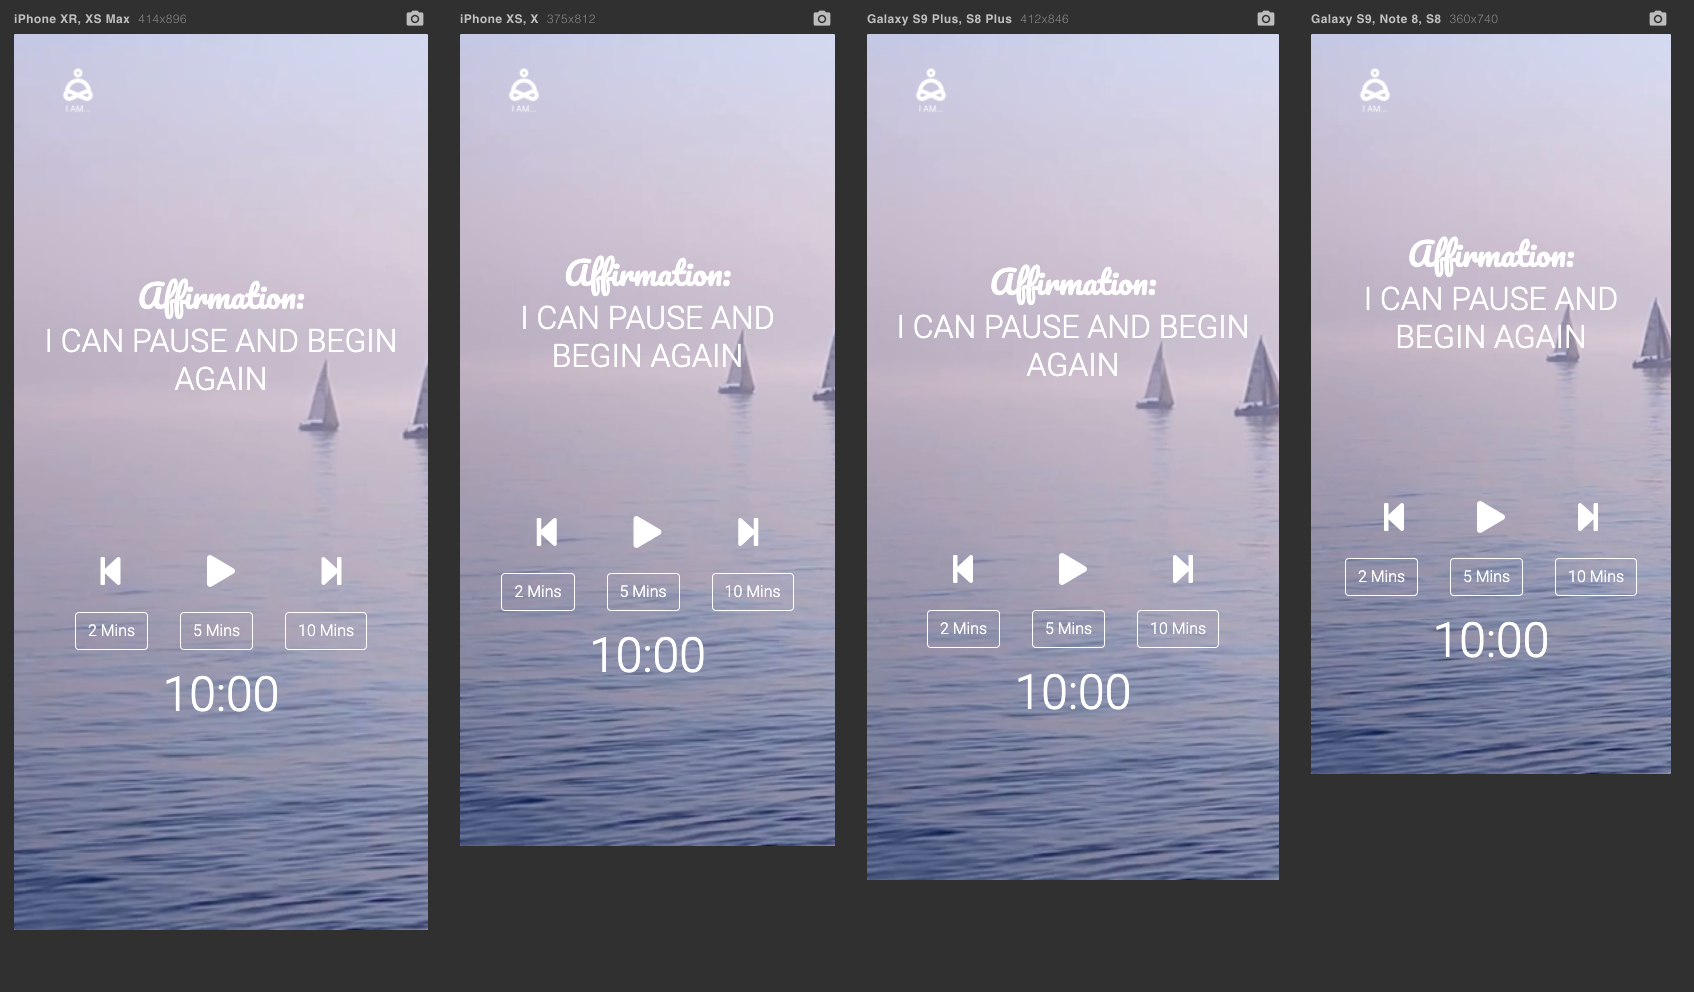 iPhone XR, XS Max 414x896
I AM...
Affirmation:
I CAN PAUSE AND BEGIN
AGAIN
2 Mins 5 Mins 10 Mins
10:00
iPhone XS, X 375x812
I AM...
Affirmation:
I CAN PAUSE AND
BEGIN AGAIN
2 Mins 5 Mins 10 Mins
10:00
Galaxy S9 Plus, S8 Plus 412x846
I AM...
Affirmation:
I CAN PAUSE AND BEGIN
AGAIN
2 Mins 5 Mins 10 Mins
10:00
Galaxy S9, Note 8, S8 360x740
I AM...
Affirmation:
I CAN PAUSE AND
BEGIN AGAIN
2 Mins 5 Mins 10 Mins
10:00